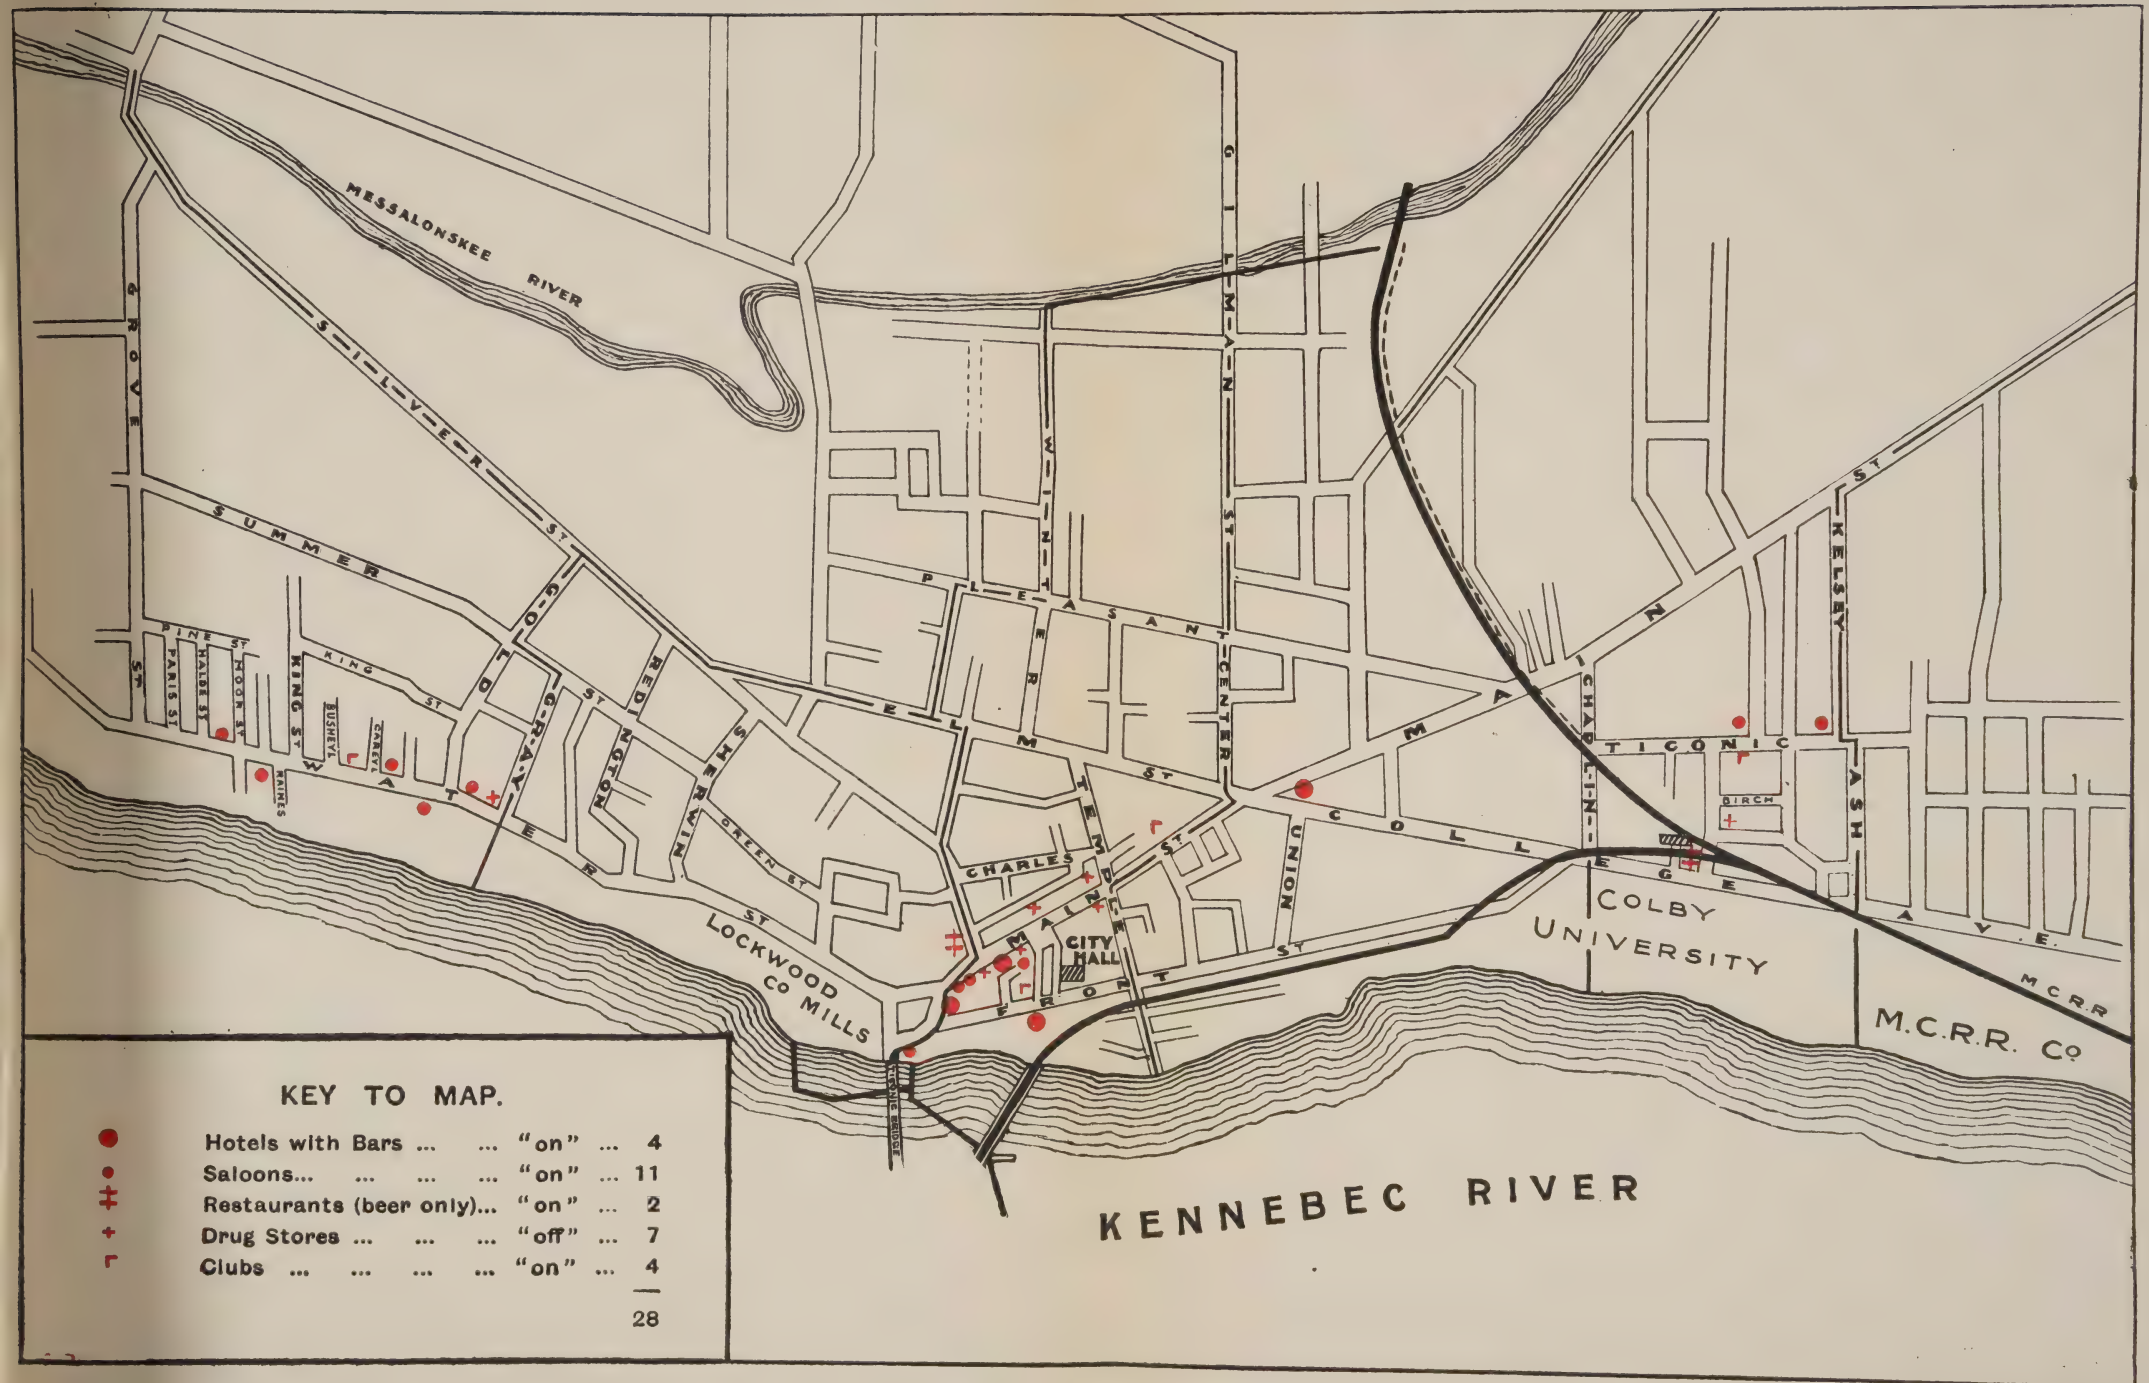 MESSALONSKEE
RIVER
GILMAN ST
GROVE
ST
SILVER ST
SUMMER
ST
WINTER
PLEASANT
MAIN ST
KELSEY
GOLD
GRAY
REDINGTON
SHERWIN
PINE ST
PARIS ST
HALDE ST
MOOR ST
KING ST
KING ST
BUSHEY L
CAREY L
RAINES
WATER ST
GREEN ST
ELM ST
CENTER
TEMPLE
ST
CHARLES
MAIN
UNION
COLLEGE AVE.
CHAPLIN
TICONIC
BIRCH
ASH
CITY
HALL
FRONT ST
LOCKWOOD
CO MILLS
TICONIC BRIDGE
COLBY
UNIVERSITY
M C R.R
M.C.R.R. CO
KENNEBEC RIVER
KEY TO MAP.
Hotels with Bars ... ... "on" ... 4
Saloons... ... ... ... "on" ... 11
Restaurants (beer only)... "on" ... 2
Drug Stores ... ... ... "off" ... 7
Clubs ... ... ... ... "on" ... 4
28